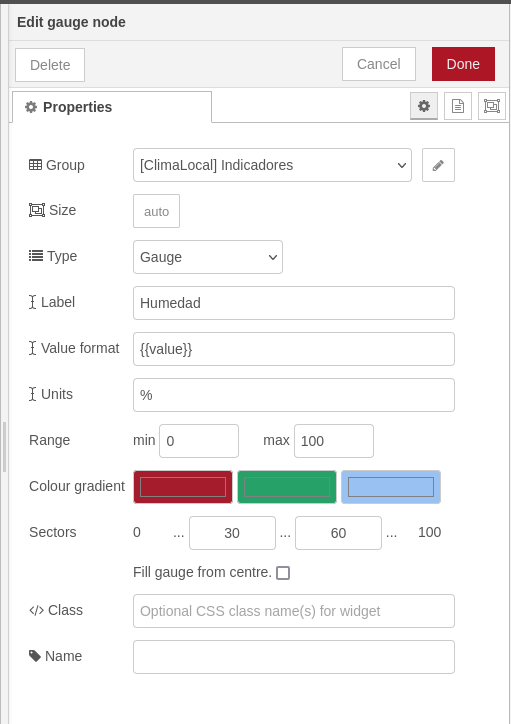 Edit gauge node
Delete Cancel Done
Properties
Group [ClimaLocal] Indicadores
Size auto
Type Gauge
Label Humedad
Value format {{value}}
Units %
Range min 0 max 100
Colour gradient
Sectors 0 ... 30 ... 60 ... 100
Fill gauge from centre.
Class Optional CSS class name(s) for widget
Name